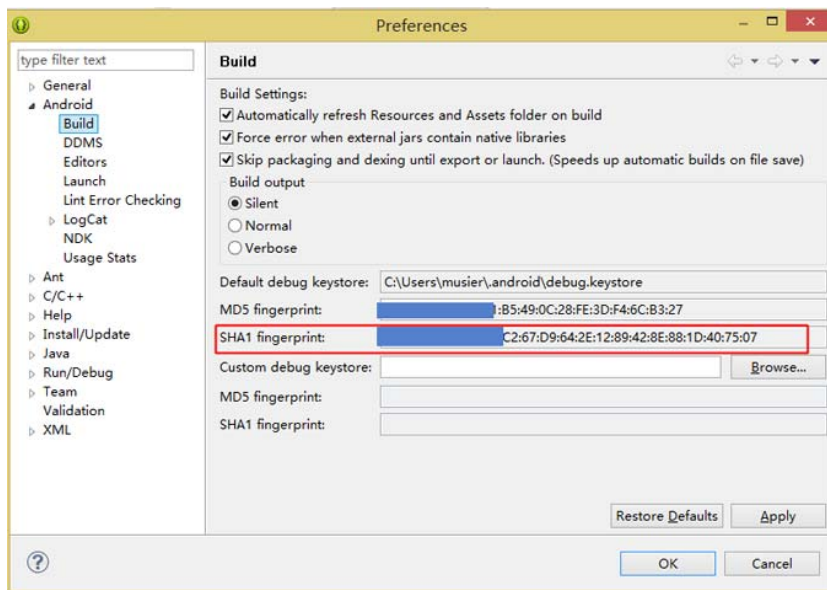 Preferences
type filter text
General
Android
Build
DDMS
Editors
Launch
Lint Error Checking
LogCat
NDK
Usage Stats
Ant
C/C++
Help
Install/Update
Java
Run/Debug
Team
Validation
XML
Build
Build Settings:
Automatically refresh Resources and Assets folder on build
Force error when external jars contain native libraries
Skip packaging and dexing until export or launch. (Speeds up automatic builds on file save)
Build output
Silent
Normal
Verbose
Default debug keystore: C:\Users\musier\.android\debug.keystore
MD5 fingerprint: :B5:49:0C:28:FE:3D:F4:6C:B3:27
SHA1 fingerprint: C2:67:D9:64:2E:12:89:42:8E:88:1D:40:75:07
Custom debug keystore: Browse...
MD5 fingerprint:
SHA1 fingerprint:
Restore Defaults Apply
? OK Cancel